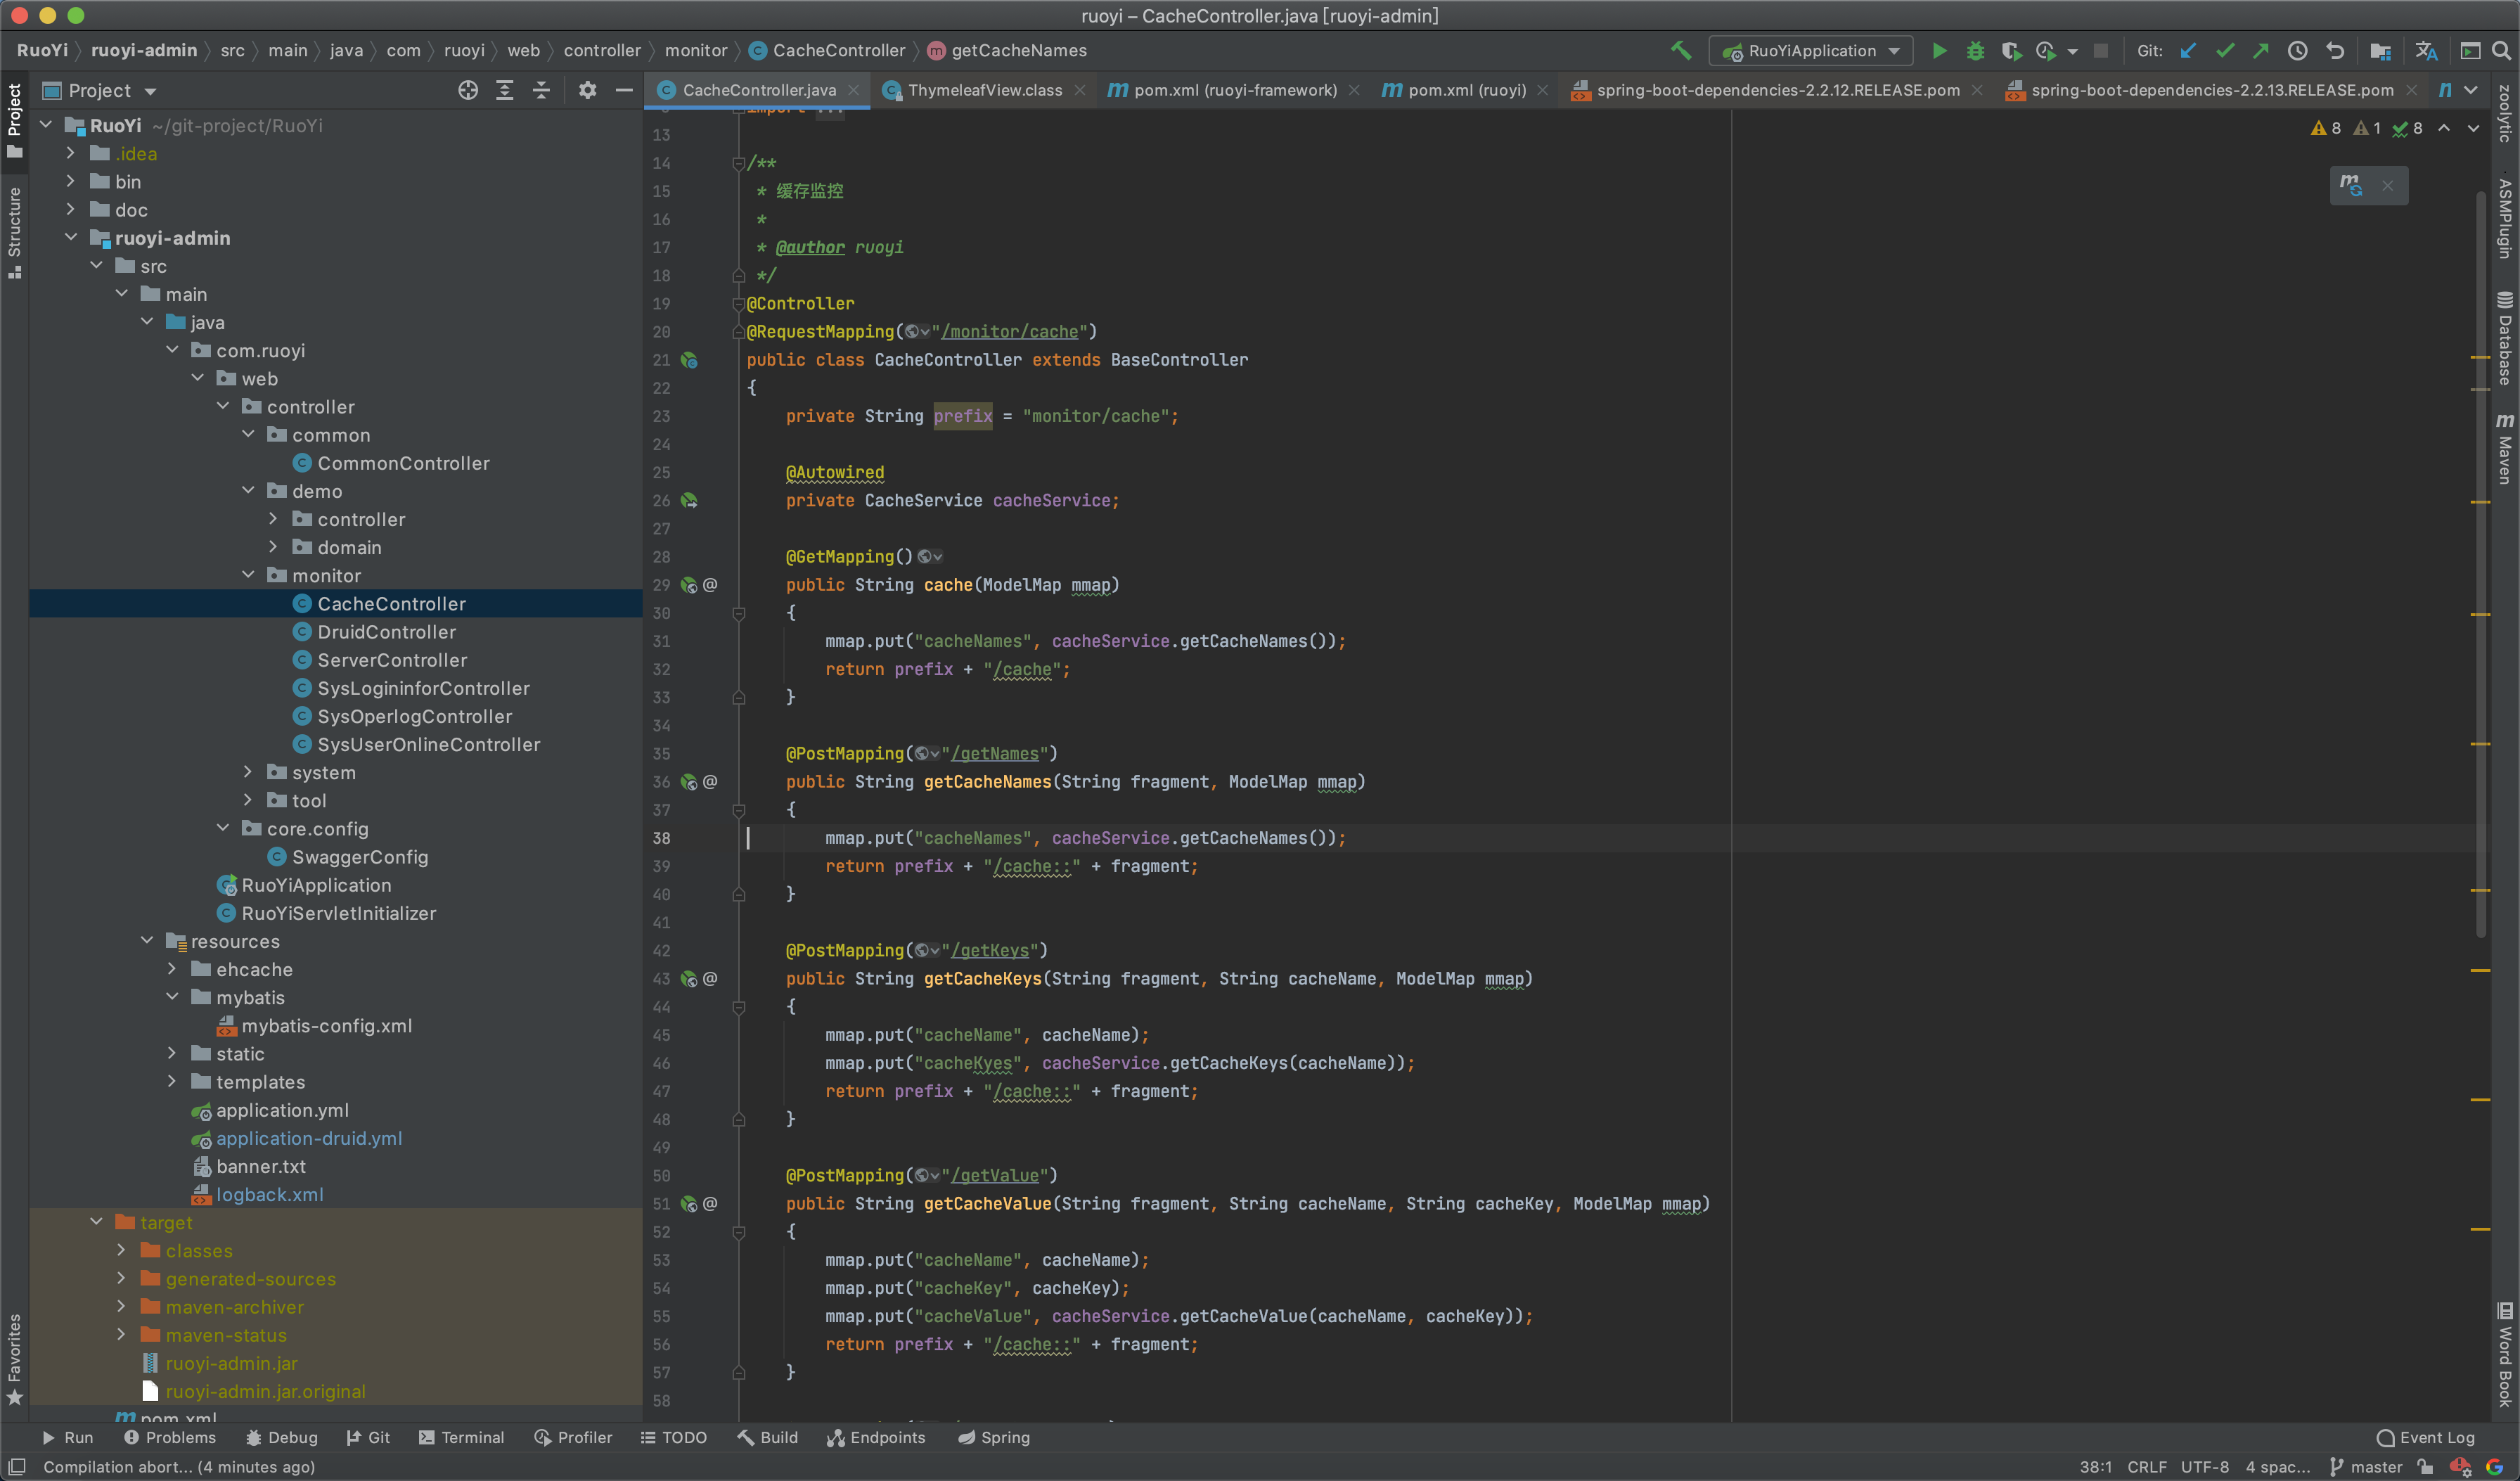 ruoyi – CacheController.java [ruoyi-admin]
RuoYi ruoyi-admin src main java com ruoyi web controller monitor CacheController getCacheNames RuoYiApplication Git:
Project
CacheController.java ThymeleafView.class pom.xml (ruoyi-framework) pom.xml (ruoyi) spring-boot-dependencies-2.2.12.RELEASE.pom spring-boot-dependencies-2.2.13.RELEASE.pom
Project
Structure
Favorites
RuoYi ~/git-project/RuoYi
.idea
bin
doc
ruoyi-admin
src
main
java
com.ruoyi
web
controller
common
CommonController
demo
controller
domain
monitor
CacheController
DruidController
ServerController
SysLogininforController
SysOperlogController
SysUserOnlineController
system
tool
core.config
SwaggerConfig
RuoYiApplication
RuoYiServletInitializer
resources
ehcache
mybatis
mybatis-config.xml
static
templates
application.yml
application-druid.yml
banner.txt
logback.xml
target
classes
generated-sources
maven-archiver
maven-status
ruoyi-admin.jar
ruoyi-admin.jar.original
pom.xml
import ...
8 1 8
13
14 /**
15 * 缓存监控
16 *
17 * @author ruoyi
18 */
19 @Controller
20 @RequestMapping("/monitor/cache")
21 public class CacheController extends BaseController
22 {
23 private String prefix = "monitor/cache";
24
25 @Autowired
26 private CacheService cacheService;
27
28 @GetMapping()
29 @ public String cache(ModelMap mmap)
30 {
31 mmap.put("cacheNames", cacheService.getCacheNames());
32 return prefix + "/cache";
33 }
34
35 @PostMapping("/getNames")
36 @ public String getCacheNames(String fragment, ModelMap mmap)
37 {
38 mmap.put("cacheNames", cacheService.getCacheNames());
39 return prefix + "/cache::" + fragment;
40 }
41
42 @PostMapping("/getKeys")
43 @ public String getCacheKeys(String fragment, String cacheName, ModelMap mmap)
44 {
45 mmap.put("cacheName", cacheName);
46 mmap.put("cacheKyes", cacheService.getCacheKeys(cacheName));
47 return prefix + "/cache::" + fragment;
48 }
49
50 @PostMapping("/getValue")
51 @ public String getCacheValue(String fragment, String cacheName, String cacheKey, ModelMap mmap)
52 {
53 mmap.put("cacheName", cacheName);
54 mmap.put("cacheKey", cacheKey);
55 mmap.put("cacheValue", cacheService.getCacheValue(cacheName, cacheKey));
56 return prefix + "/cache::" + fragment;
57 }
58
zoolytic
ASMPlugin
Database
Maven
Word Book
Run Problems Debug Git Terminal Profiler TODO Build Endpoints Spring Event Log
Compilation abort... (4 minutes ago) 38:1 CRLF UTF-8 4 spac... master